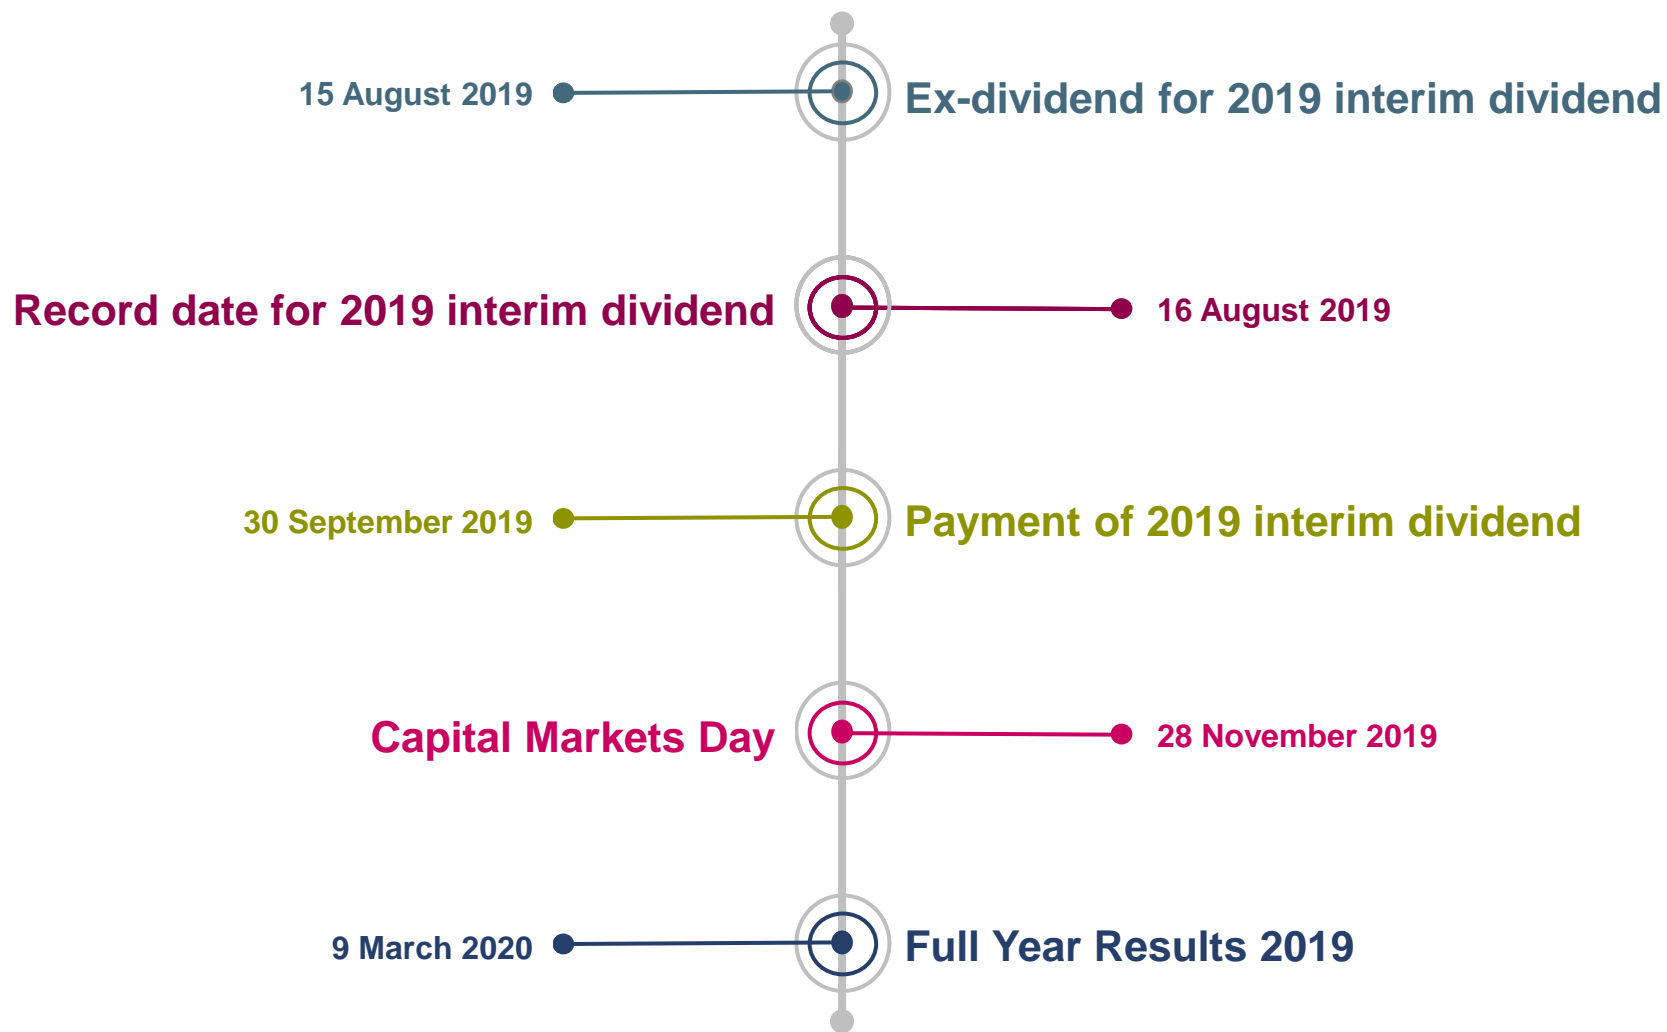 15 August 2019
Ex-dividend for 2019 interim dividend
Record date for 2019 interim dividend
16 August 2019
30 September 2019
Payment of 2019 interim dividend
Capital Markets Day
28 November 2019
9 March 2020
Full Year Results 2019